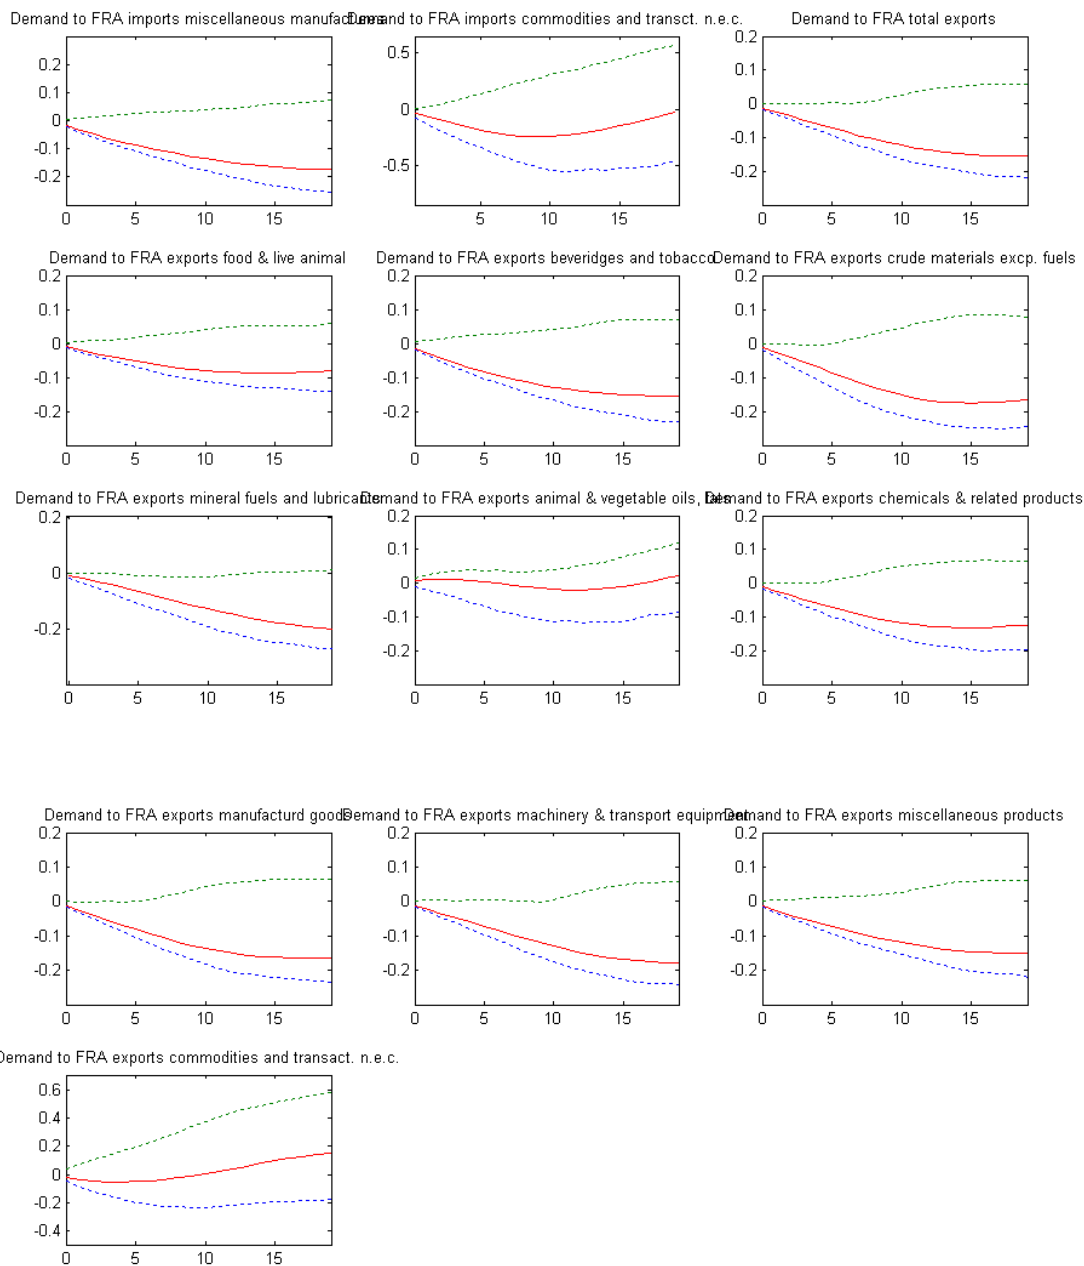 Demand to FRA imports miscellaneous manufactures
Demand to FRA imports commodities and transct. n.e.c.
Demand to FRA total exports
0.2
0.1
0
-0.1
-0.2
0 5 10 15
0.5
0
-0.5
5 10 15
0.2
0.1
0
-0.1
-0.2
0 5 10 15
Demand to FRA exports food & live animal
Demand to FRA exports beveridges and tobacco
Demand to FRA exports crude materials excp. fuels
0.2
0.1
0
-0.1
-0.2
0 5 10 15
0.2
0.1
0
-0.1
-0.2
0 5 10 15
0.2
0.1
0
-0.1
-0.2
0 5 10 15
Demand to FRA exports mineral fuels and lubricants
Demand to FRA exports animal & vegetable oils, fats
Demand to FRA exports chemicals & related products
0.2
0
-0.2
0 5 10 15
0.2
0.1
0
-0.1
-0.2
0 5 10 15
0.2
0.1
0
-0.1
-0.2
0 5 10 15
Demand to FRA exports manufacturd goods
Demand to FRA exports machinery & transport equipment
Demand to FRA exports miscellaneous products
0.2
0.1
0
-0.1
-0.2
0 5 10 15
0.2
0.1
0
-0.1
-0.2
0 5 10 15
0.2
0.1
0
-0.1
-0.2
0 5 10 15
Demand to FRA exports commodities and transact. n.e.c.
0.6
0.4
0.2
0
-0.2
-0.4
0 5 10 15